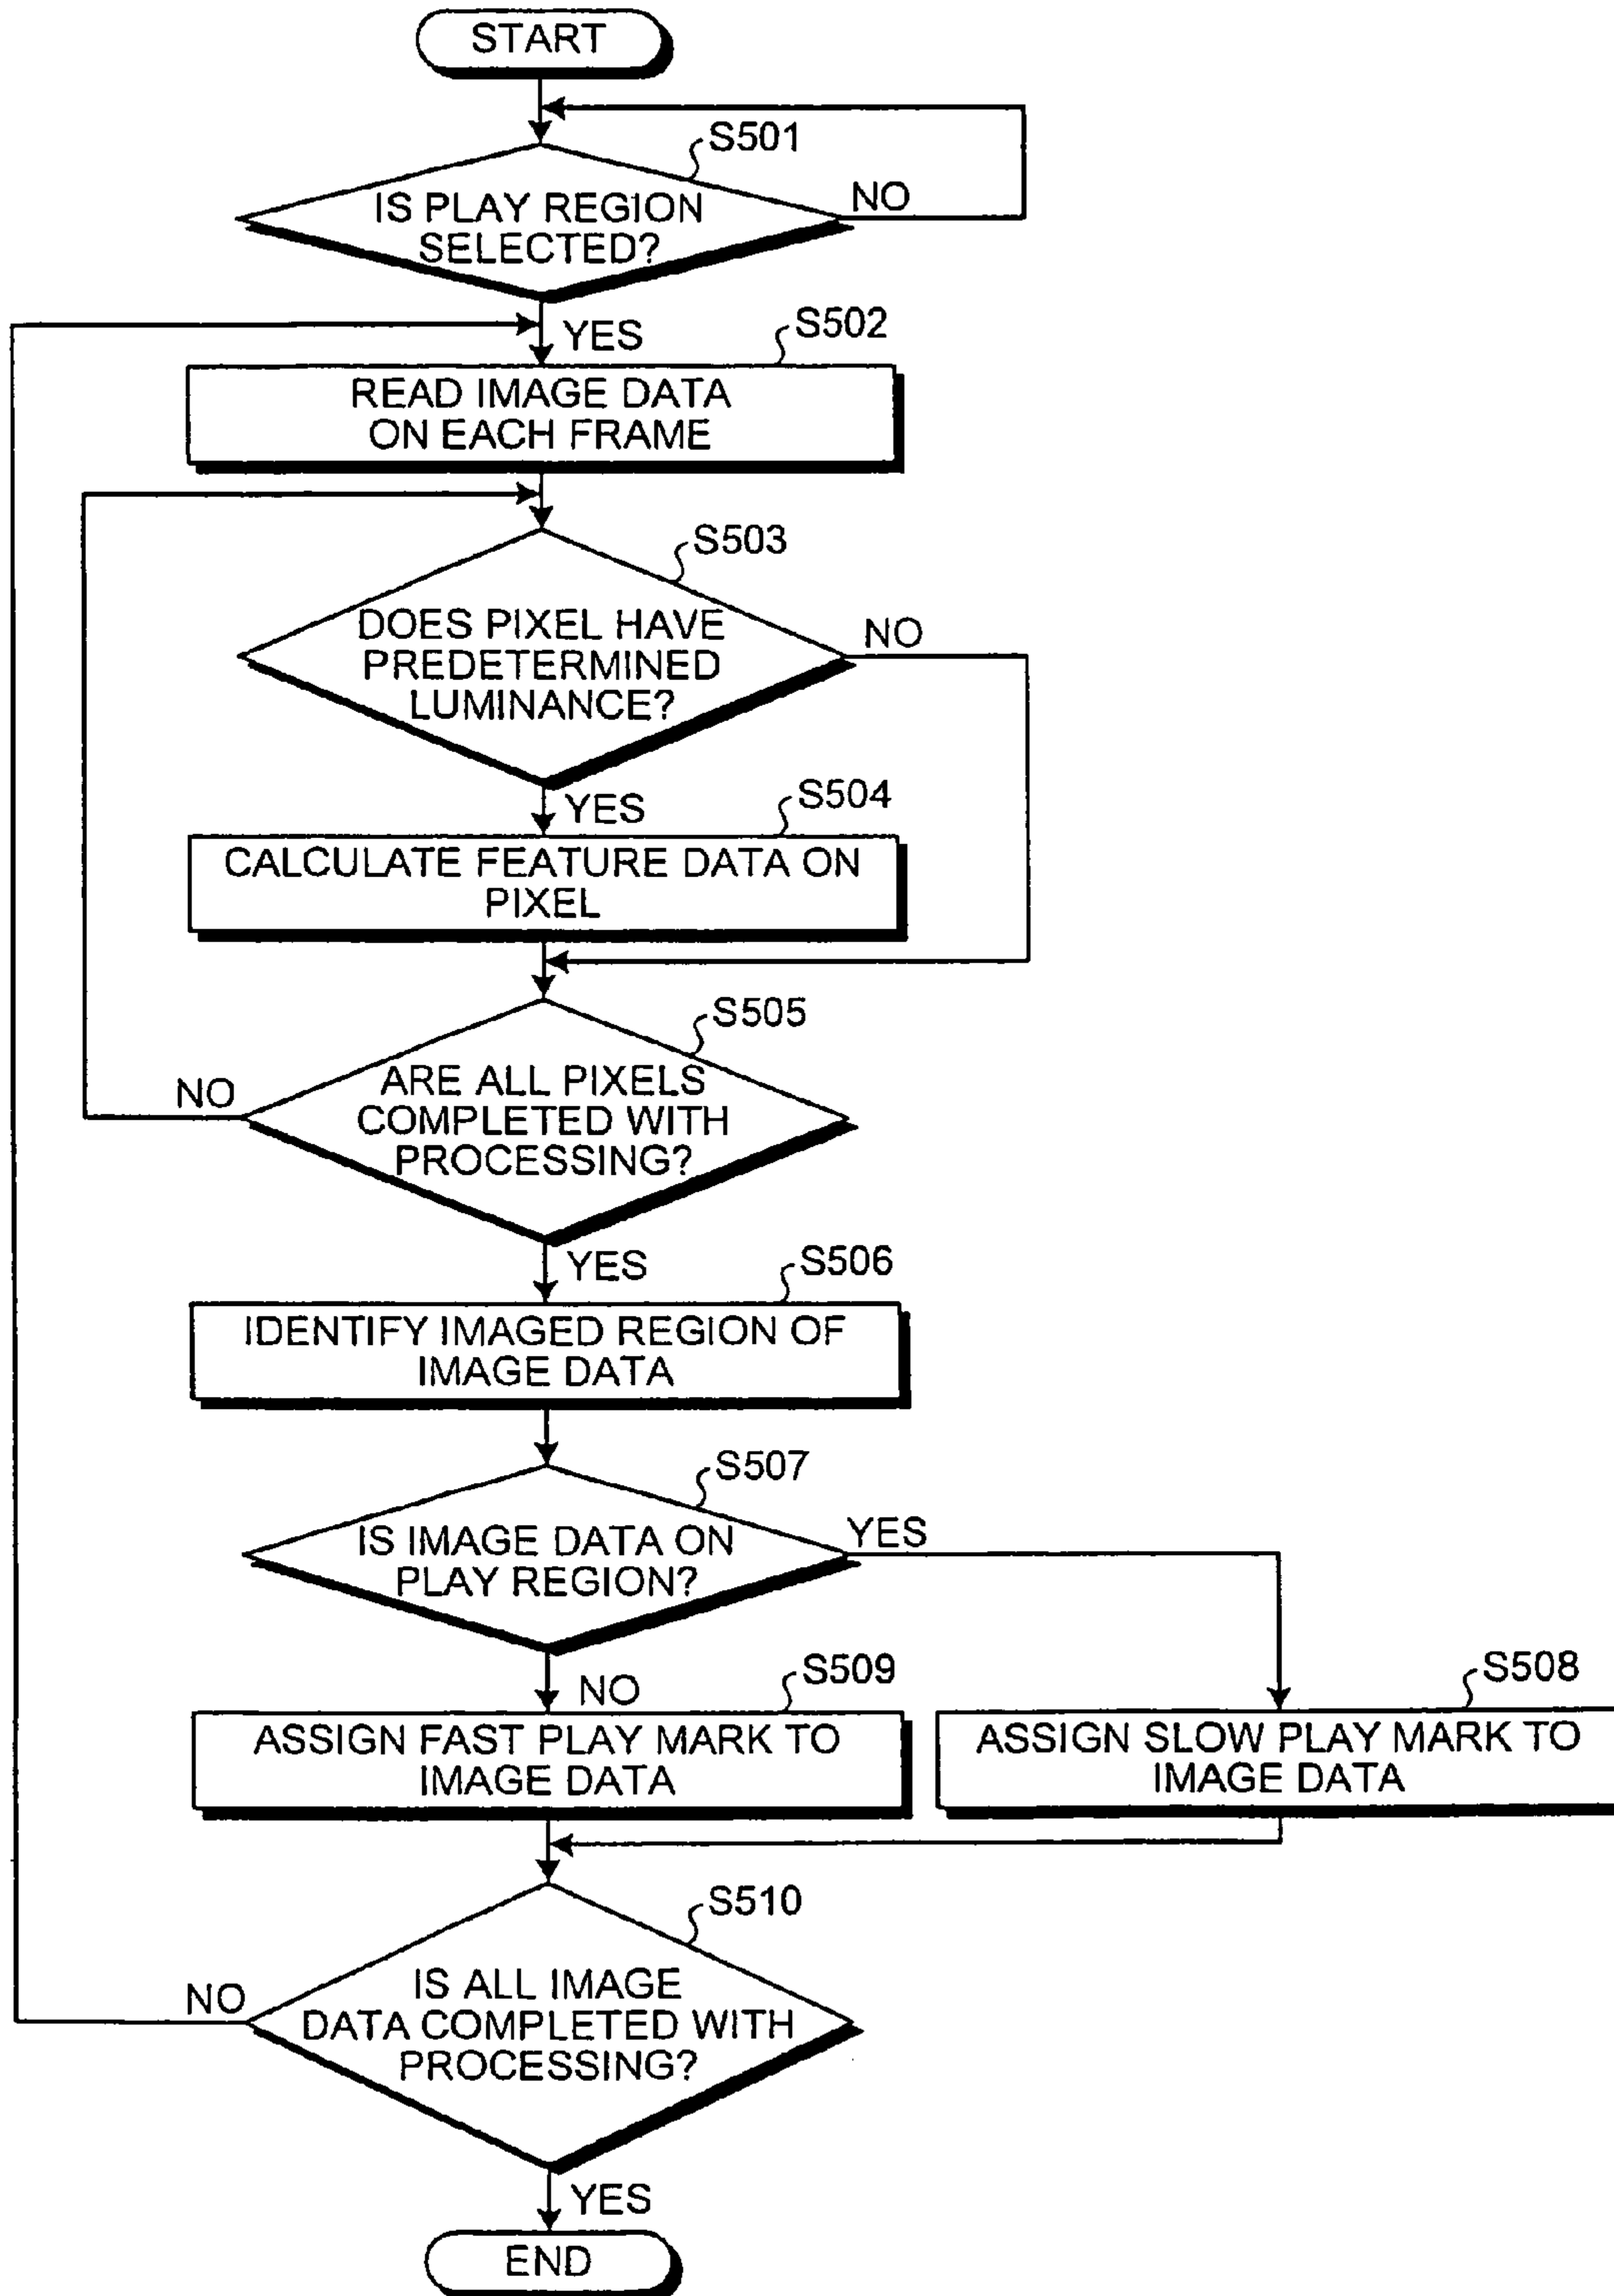 START
S501
IS PLAY REGION
SELECTED?
NO
YES
S502
READ IMAGE DATA
ON EACH FRAME
S503
DOES PIXEL HAVE
PREDETERMINED
LUMINANCE?
NO
YES
S504
CALCULATE FEATURE DATA ON
PIXEL
S505
ARE ALL PIXELS
COMPLETED WITH
PROCESSING?
NO
YES
S506
IDENTIFY IMAGED REGION OF
IMAGE DATA
S507
IS IMAGE DATA ON
PLAY REGION?
YES
NO
S509
ASSIGN FAST PLAY MARK TO
IMAGE DATA
S508
ASSIGN SLOW PLAY MARK TO
IMAGE DATA
S510
IS ALL IMAGE
DATA COMPLETED WITH
PROCESSING?
NO
YES
END